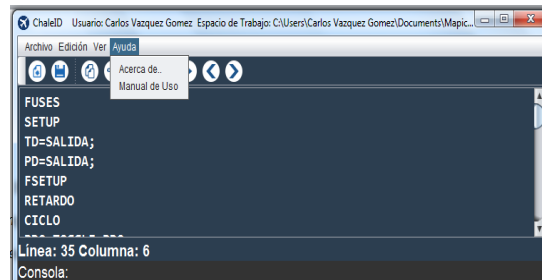 ChaleID Usuario: Carlos Vazquez Gomez Espacio de Trabajo: C:\Users\Carlos Vazquez Gomez\Documents\Mapic...
Archivo Edición Ver Ayuda
Acerca de..
Manual de Uso
FUSES
SETUP
TD=SALIDA;
PD=SALIDA;
FSETUP
RETARDO
CICLO
Línea: 35 Columna: 6
Consola: